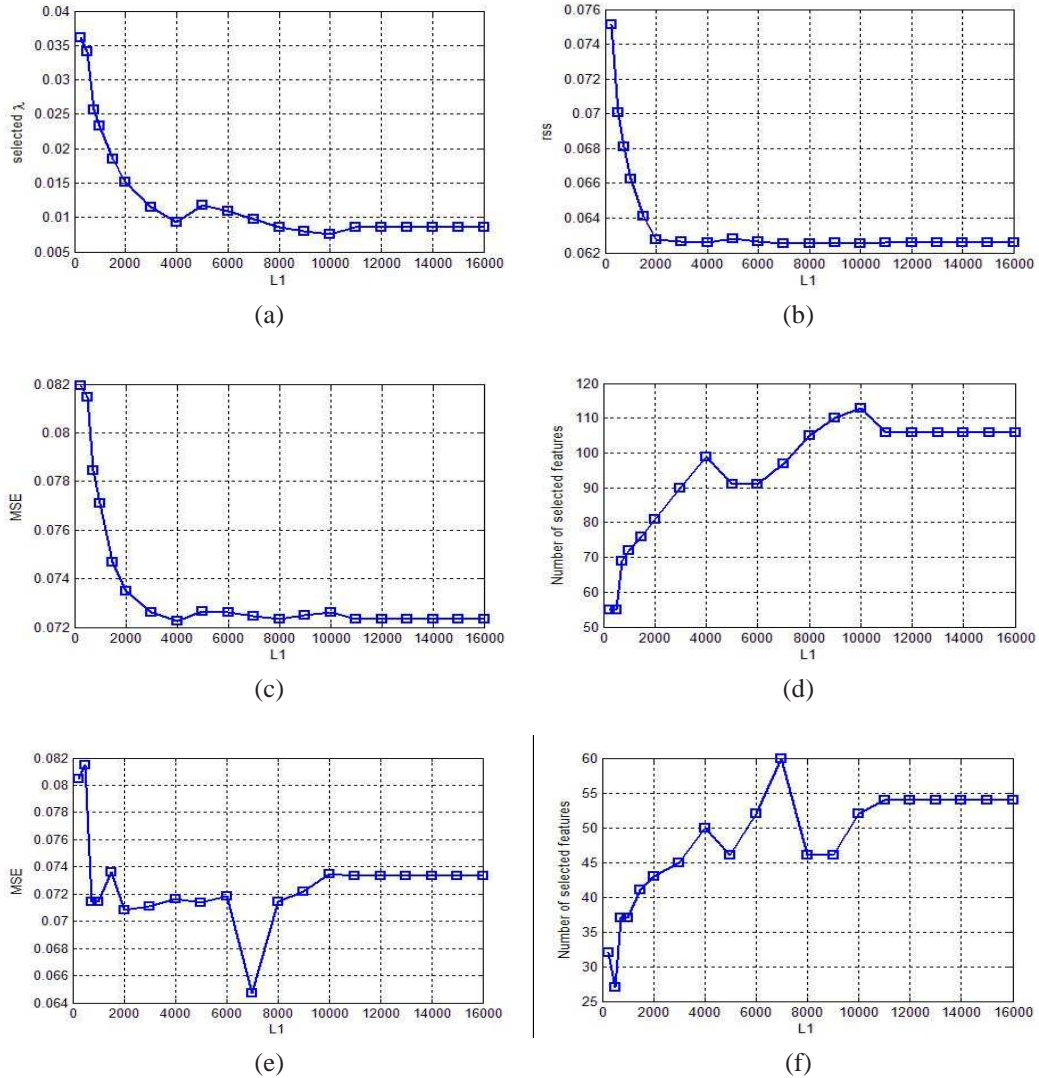 0.04
0.035
0.03
0.025
0.02
0.015
0.01
0.005
selected λ
0 2000 4000 6000 8000 10000 12000 14000 16000
L1
(a)
0.076
0.074
0.072
0.07
0.068
0.066
0.064
0.062
rss
0 2000 4000 6000 8000 10000 12000 14000 16000
L1
(b)
0.082
0.08
0.078
0.076
0.074
0.072
MSE
0 2000 4000 6000 8000 10000 12000 14000 16000
L1
(c)
120
110
100
90
80
70
60
50
Number of selected features
0 2000 4000 6000 8000 10000 12000 14000 16000
L1
(d)
0.082
0.08
0.078
0.076
0.074
0.072
0.07
0.068
0.066
0.064
MSE
0 2000 4000 6000 8000 10000 12000 14000 16000
L1
(e)
60
55
50
45
40
35
30
25
Number of selected features
0 2000 4000 6000 8000 10000 12000 14000 16000
L1
(f)